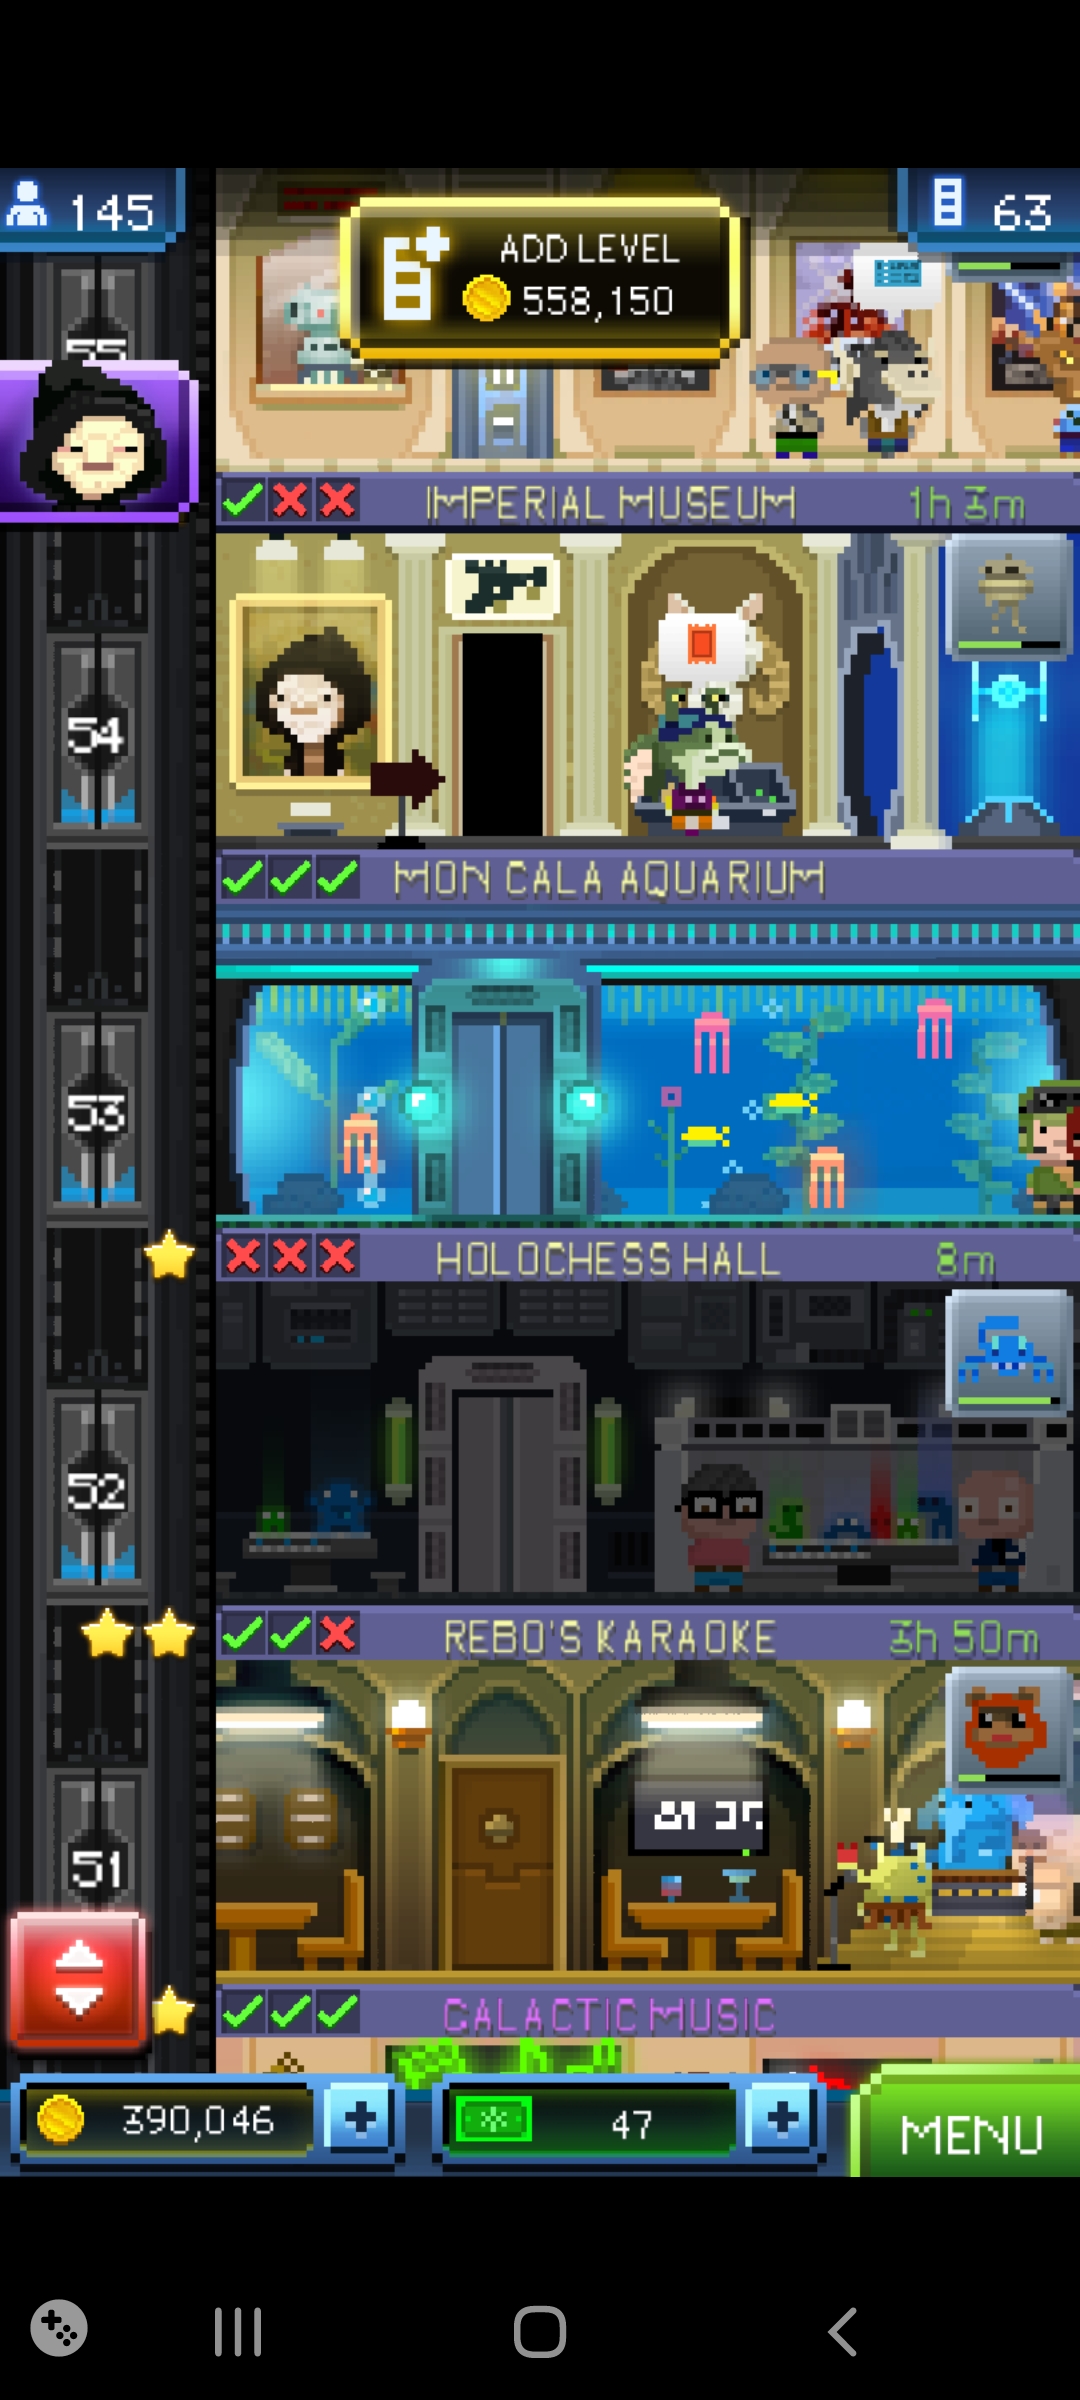 145
ADD LEVEL
558,150
63
55
IMPERIAL MUSEUM 1h 3m
54
MON CALA AQUARIUM
53
HOLOCHESS HALL 8m
52
REBO'S KARAOKE 3h 50m
51
GALACTIC MUSIC
390,046
47
MENU